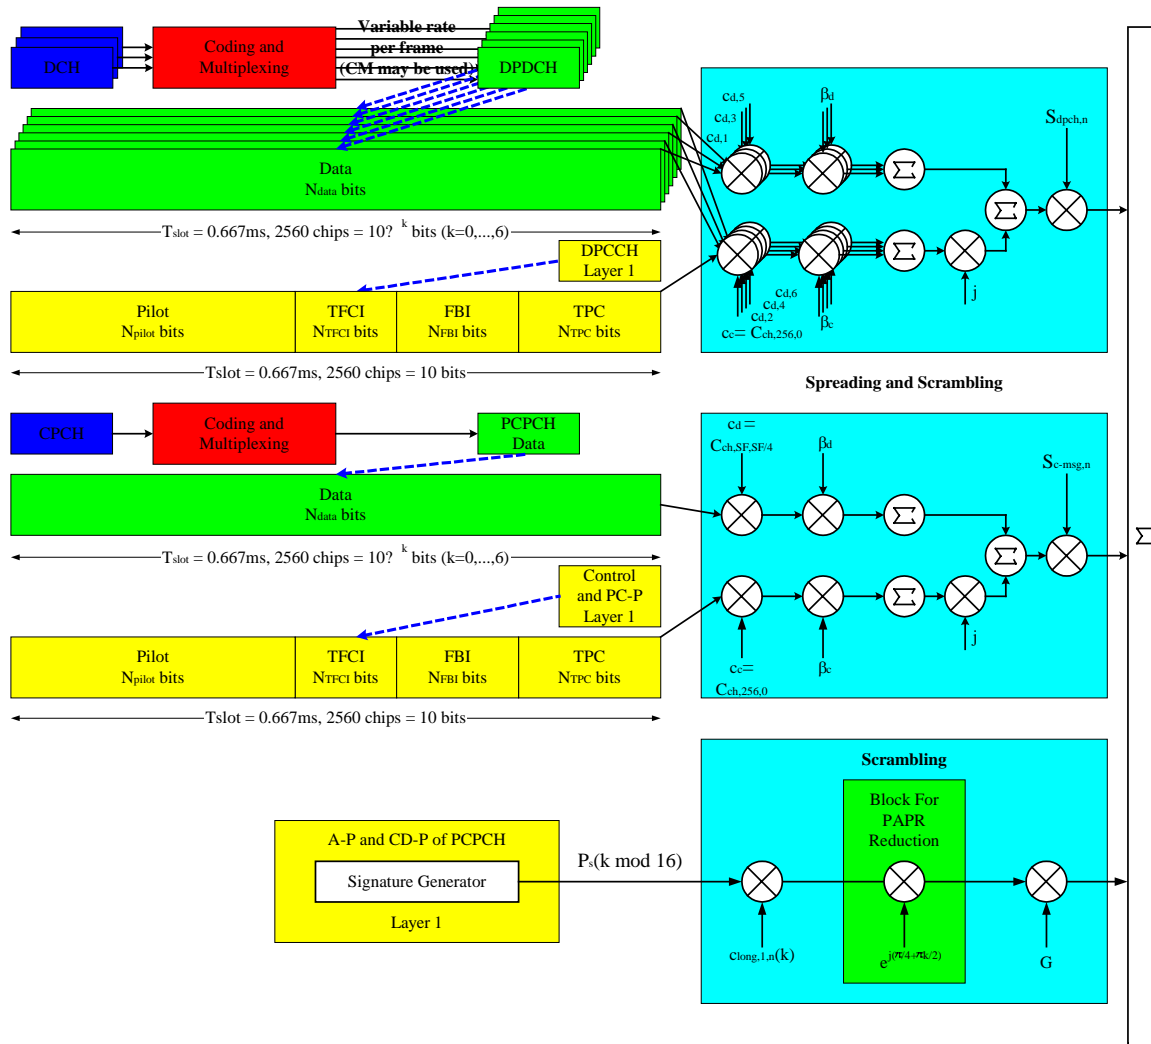 DCH
Coding and
Multiplexing
Variable rate
per frame
(CM may be used)
DPDCH
Data
Ndata bits
Tslot = 0.667ms, 2560 chips = 10? k bits (k=0,...,6)
DPCCH
Layer 1
Pilot
Npilot bits
TFCI
NTFCI bits
FBI
NFBI bits
TPC
NTPC bits
Tslot = 0.667ms, 2560 chips = 10 bits
cd,5
cd,3
cd,1
βd
Sdpch,n
Σ
Σ
Σ
j
cd,6
cd,4
cd,2
cc= Cch,256,0
βc
Spreading and Scrambling
CPCH
Coding and
Multiplexing
PCPCH
Data
Data
Ndata bits
Tslot = 0.667ms, 2560 chips = 10? k bits (k=0,...,6)
Control
and PC-P
Layer 1
Pilot
Npilot bits
TFCI
NTFCI bits
FBI
NFBI bits
TPC
NTPC bits
Tslot = 0.667ms, 2560 chips = 10 bits
cd =
Cch,SF,SF/4
βd
Sc-msg,n
Σ
Σ
Σ
j
cc=
Cch,256,0
βc
Σ
Scrambling
Block For
PAPR
Reduction
A-P and CD-P of PCPCH
Signature Generator
Layer 1
Ps(k mod 16)
clong,1,n(k)
ej(π/4+πk/2)
G